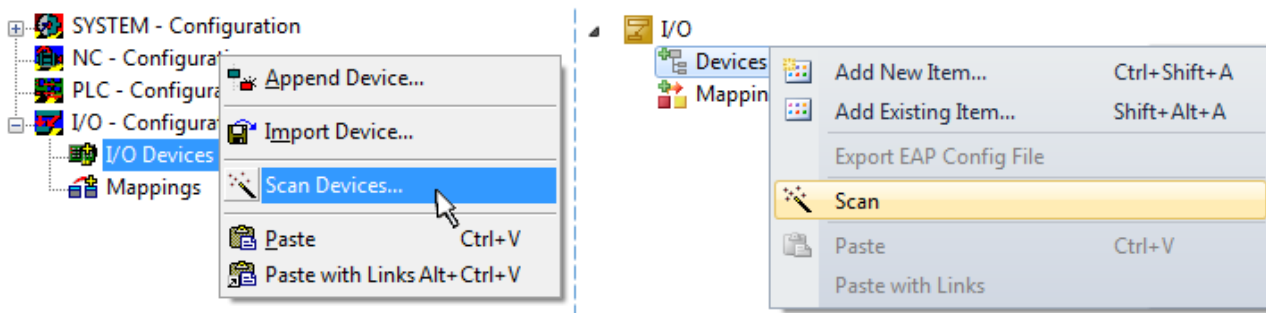 SYSTEM - Configuration
NC - Configurati
PLC - Configura
I/O - Configurat
I/O Devices
Mappings
Append Device...
Import Device...
Scan Devices...
Paste Ctrl+V
Paste with Links Alt+Ctrl+V
I/O
Devices
Mappin
Add New Item... Ctrl+Shift+A
Add Existing Item... Shift+Alt+A
Export EAP Config File
Scan
Paste Ctrl+V
Paste with Links